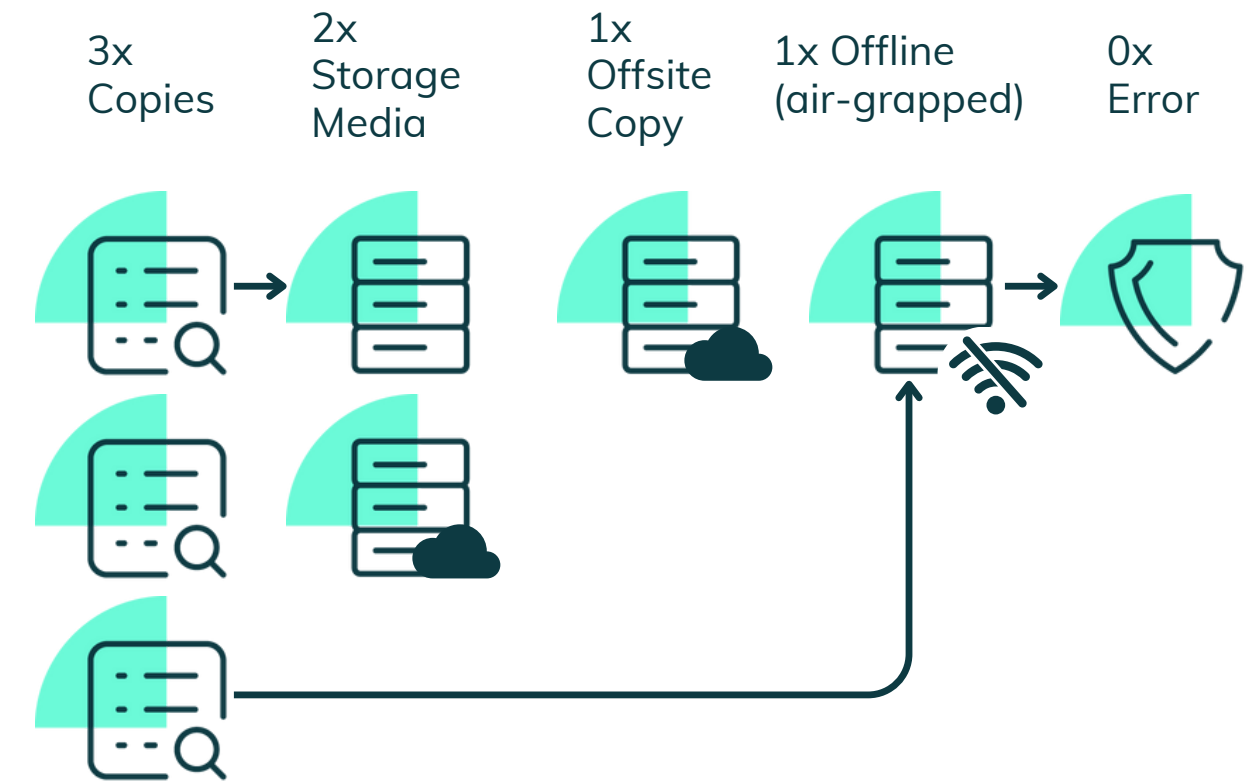 3x
Copies
2x
Storage
Media
1x
Offsite
Copy
1x Offline
(air-grapped)
0x
Error